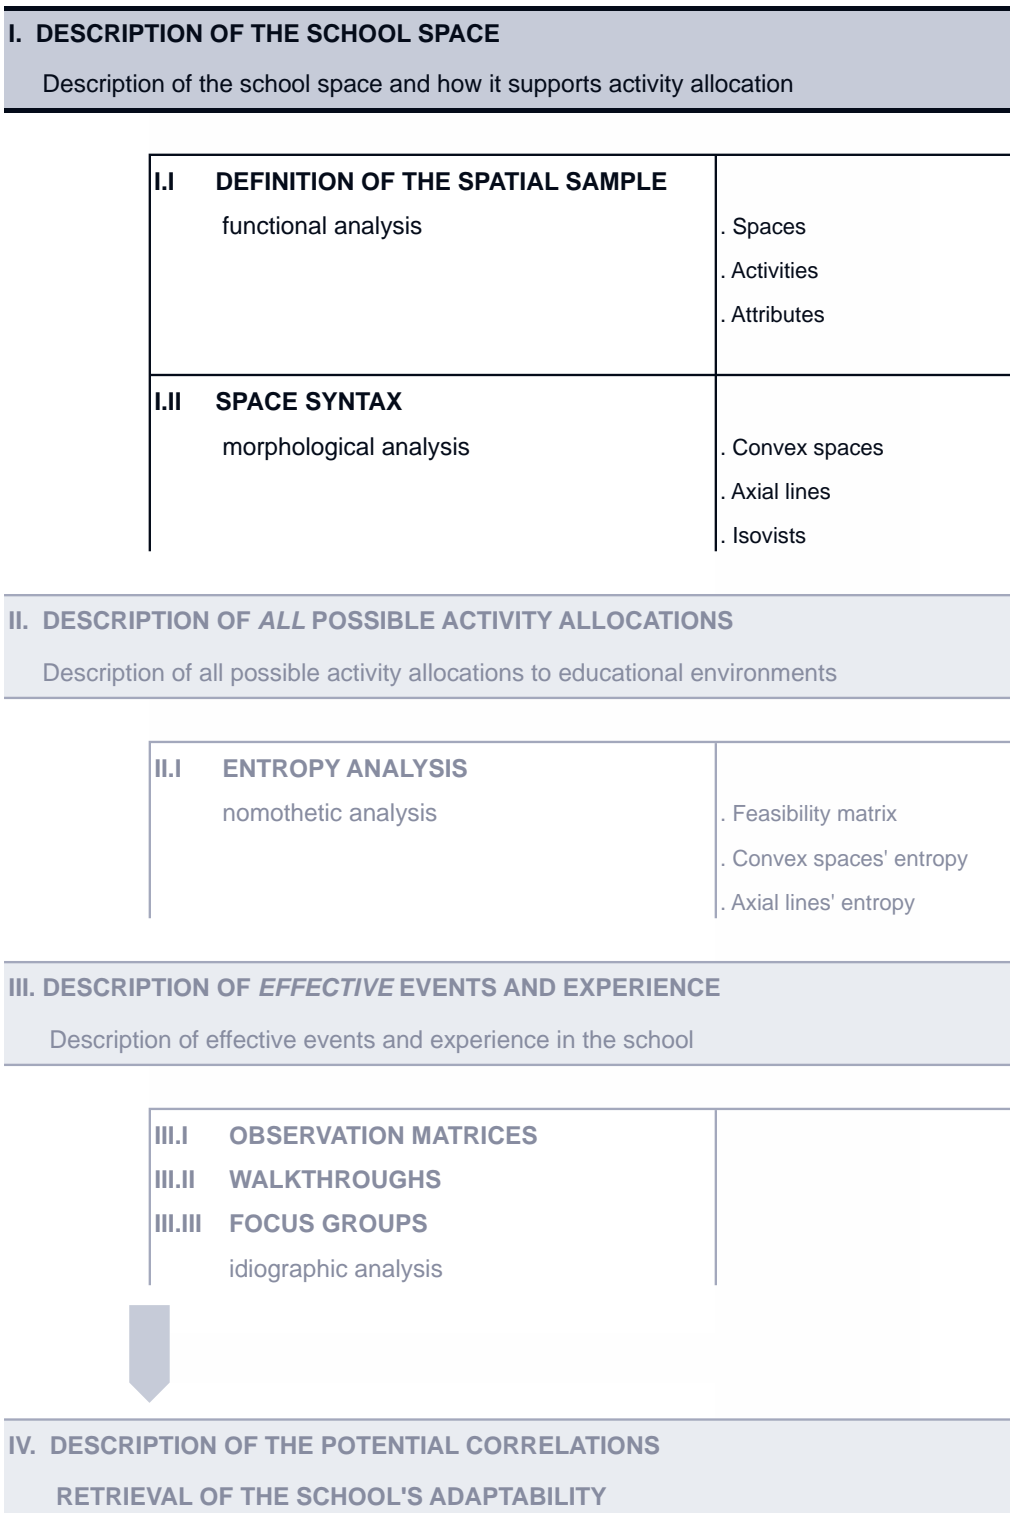 I. DESCRIPTION OF THE SCHOOL SPACE
Description of the school space and how it supports activity allocation
I.I DEFINITION OF THE SPATIAL SAMPLE
functional analysis . Spaces
. Activities
. Attributes
I.II SPACE SYNTAX
morphological analysis . Convex spaces
. Axial lines
. Isovists
II. DESCRIPTION OF ALL POSSIBLE ACTIVITY ALLOCATIONS
Description of all possible activity allocations to educational environments
II.I ENTROPY ANALYSIS
nomothetic analysis . Feasibility matrix
. Convex spaces' entropy
. Axial lines' entropy
III. DESCRIPTION OF EFFECTIVE EVENTS AND EXPERIENCE
Description of effective events and experience in the school
III.I OBSERVATION MATRICES
III.II WALKTHROUGHS
III.III FOCUS GROUPS
idiographic analysis
IV. DESCRIPTION OF THE POTENTIAL CORRELATIONS
RETRIEVAL OF THE SCHOOL'S ADAPTABILITY